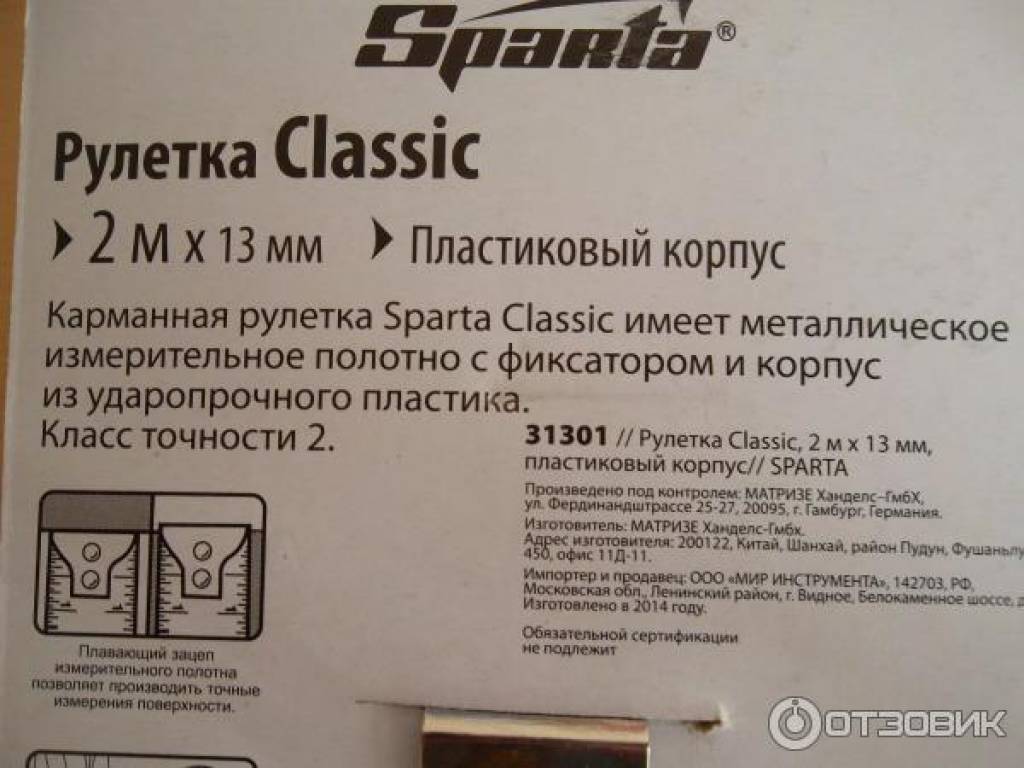 Sparta®
Рулетка Classic
2 м x 13 мм Пластиковый корпус
Карманная рулетка Sparta Classic имеет металлическое
измерительное полотно с фиксатором и корпус
из ударопрочного пластика.
Класс точности 2.
31301 // Рулетка Classic, 2 м x 13 мм,
пластиковый корпус// SPARTA
Произведено под контролем: МАТРИЗЕ Ханделс–ГмбХ,
ул. Фердинандштрассе 25-27, 20095, г. Гамбург, Германия.
Изготовитель: МАТРИЗЕ Ханделс-Гмбх.
Адрес изготовителя: 200122, Китай, Шанхай, район Пудун, Фушаньлу
450, офис 11Д-11.
Импортер и продавец: ООО «МИР ИНСТРУМЕНТА», 142703, РФ,
Московская обл., Ленинский район, г. Видное, Белокаменное шоссе,
Изготовлено в 2014 году.
Обязательной сертификации
не подлежит
Плавающий зацеп
измерительного полотна
позволяет производить точные
измерения поверхности.
ОТЗОВИК